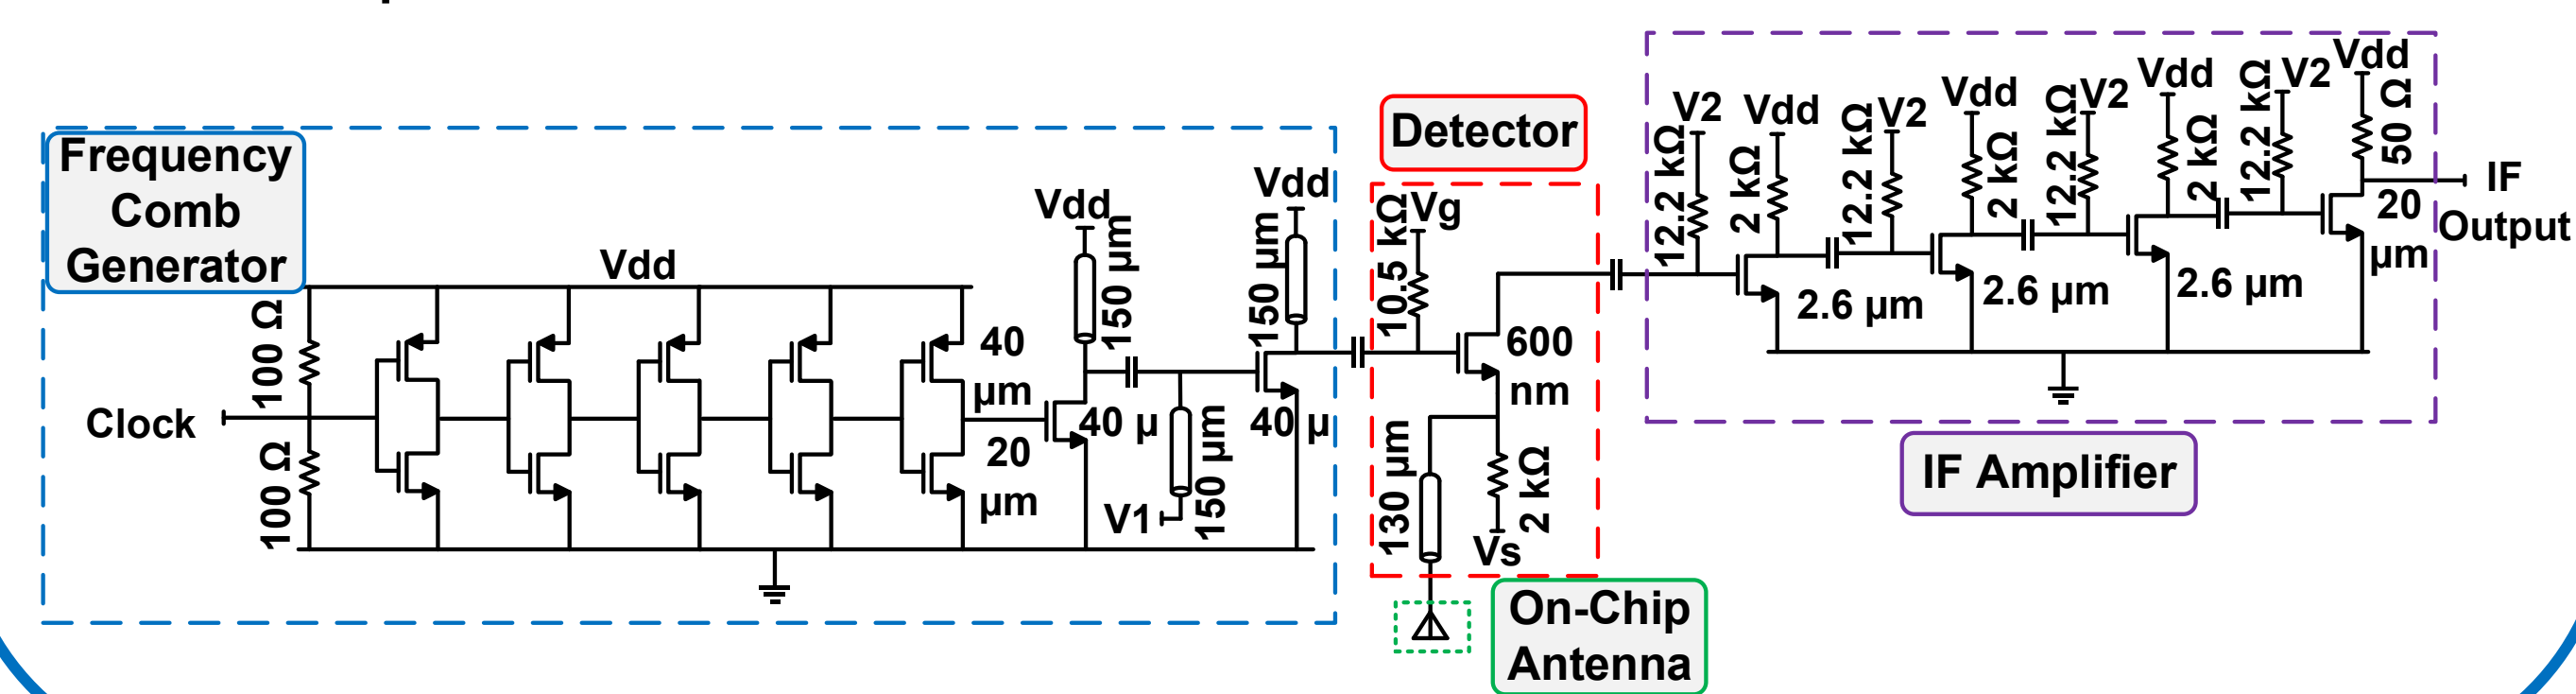 Frequency
Comb
Generator
Vdd
100 Ω
100 Ω
Clock
40
µm
20
µm
Vdd
150 µm
40 µ
V1
150 µm
Vdd
150 µm
40 µ
Detector
Vg
10.5 kΩ
600
nm
130 µm
2 kΩ
Vs
On-Chip
Antenna
V2
12.2 kΩ
Vdd
2 kΩ
2.6 µm
V2
12.2 kΩ
Vdd
2 kΩ
2.6 µm
V2
12.2 kΩ
Vdd
2 kΩ
2.6 µm
V2
12.2 kΩ
Vdd
50 Ω
20
µm
IF
Output
IF Amplifier